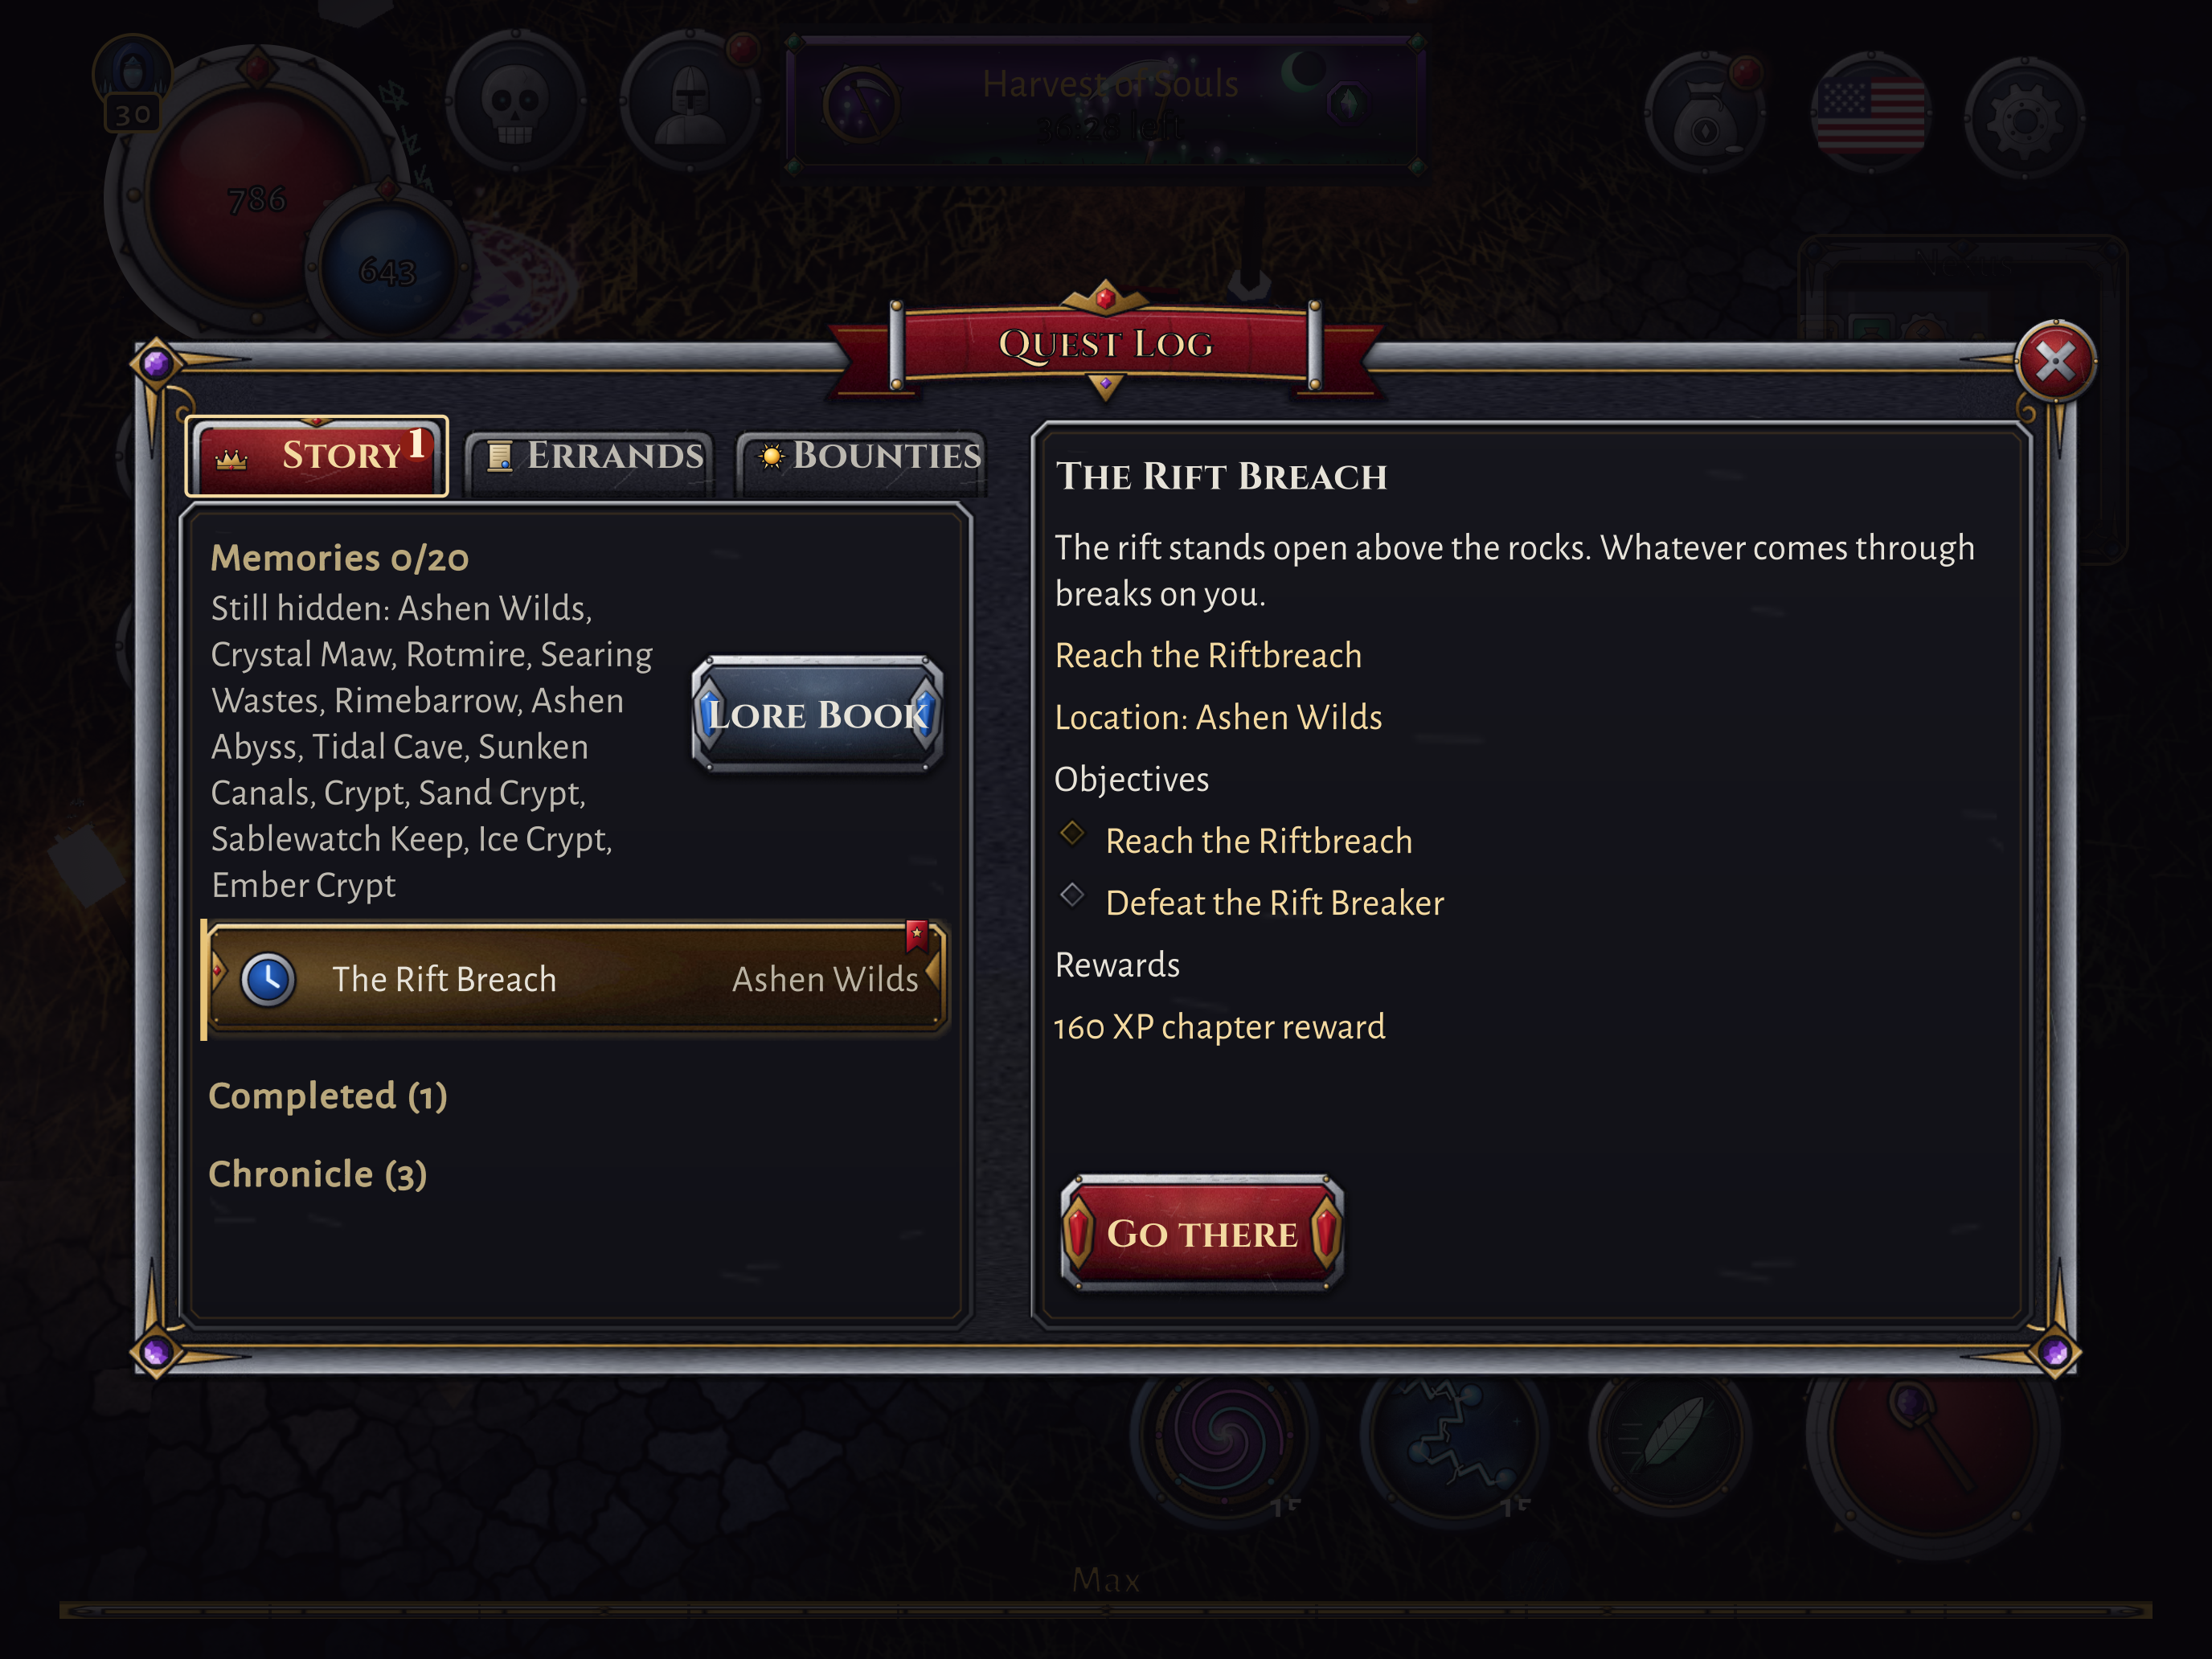 30
786
643
Harvest of Souls
Quest Log
Story 1
Errands
Bounties
Memories 0/20
Still hidden: Ashen Wilds,
Crystal Maw, Rotmire, Searing
Wastes, Rimebarrow, Ashen
Abyss, Tidal Cave, Sunken
Canals, Crypt, Sand Crypt,
Sablewatch Keep, Ice Crypt,
Ember Crypt
Lore Book
The Rift Breach
Ashen Wilds
Completed (1)
Chronicle (3)
The Rift Breach
The rift stands open above the rocks. Whatever comes through
breaks on you.
Reach the Riftbreach
Location: Ashen Wilds
Objectives
Reach the Riftbreach
Defeat the Rift Breaker
Rewards
160 XP chapter reward
Go there
Max